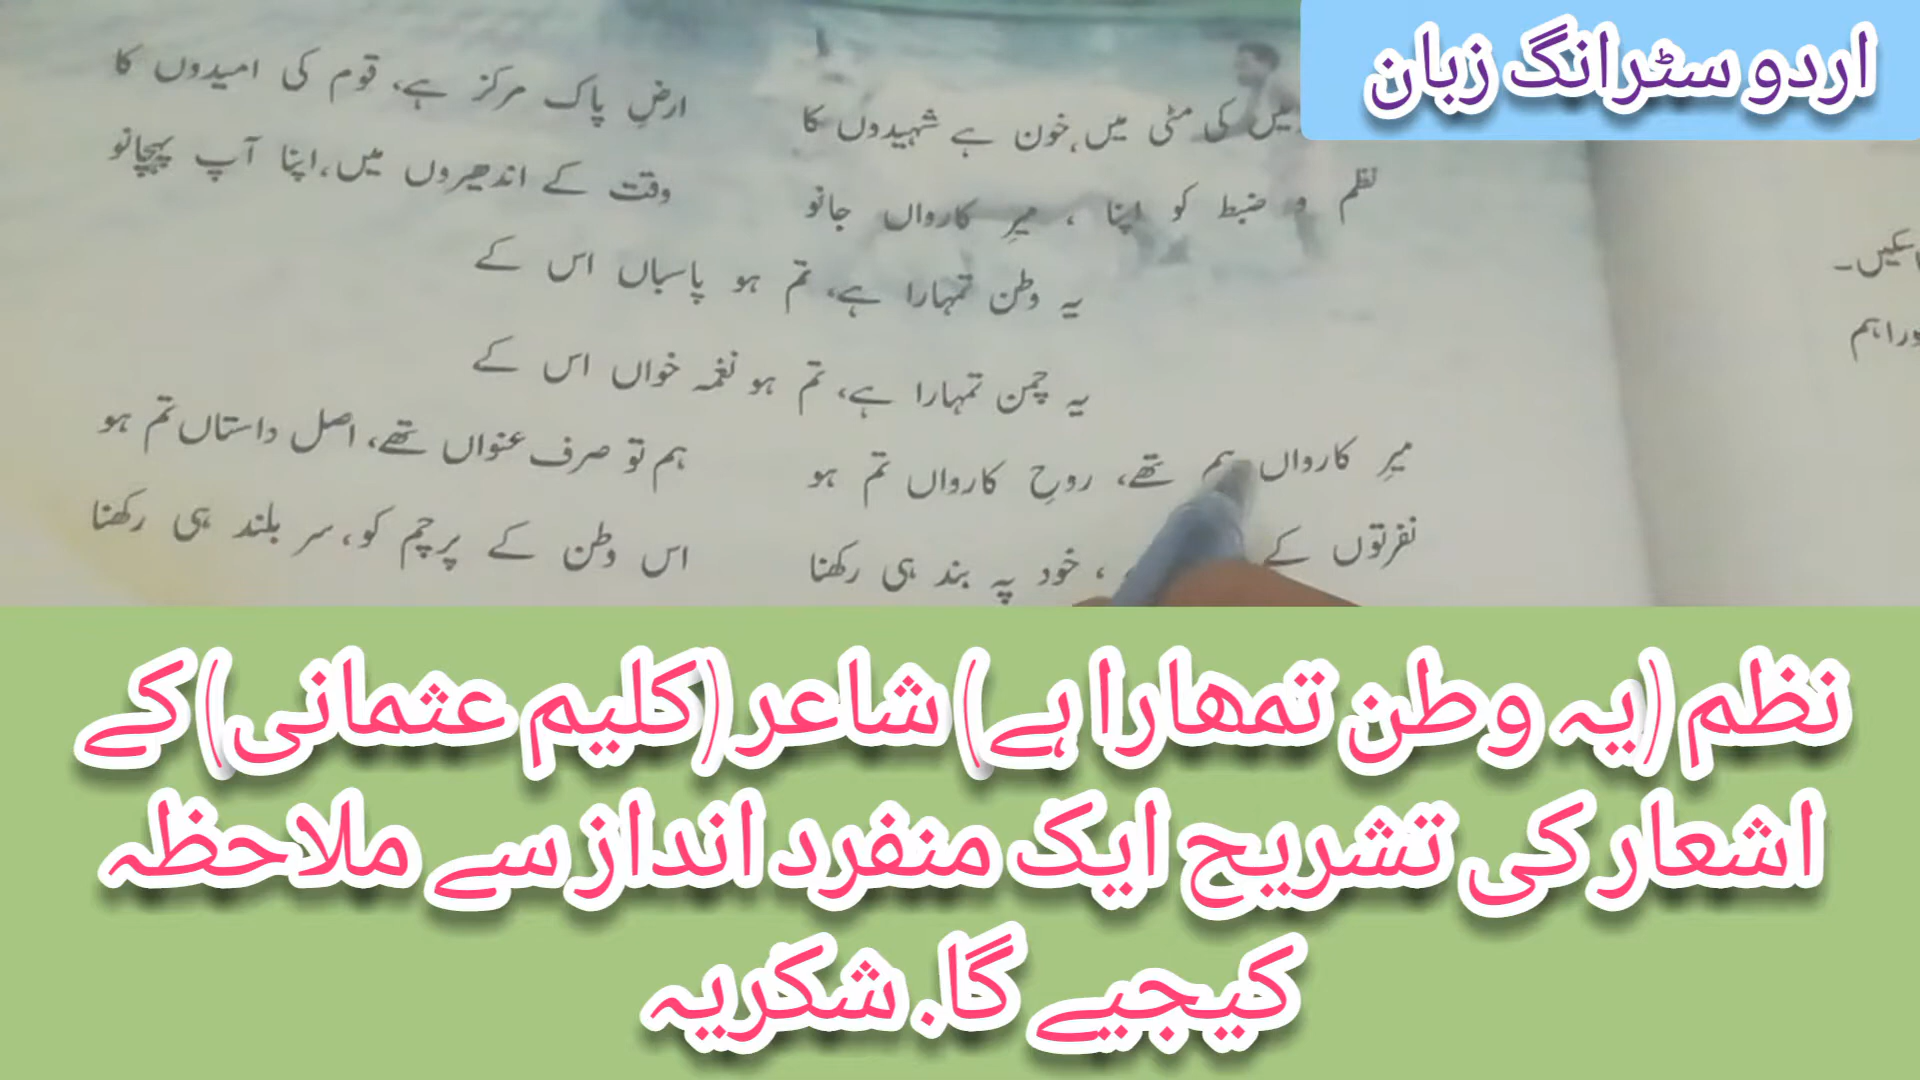 اردو سٹرانگ زبان
میں کی مٹی میں، خون ہے شہیدوں کا ارضِ پاک مرکز ہے، قوم کی امیدوں کا
نظم و ضبط کو اپنا ، میرِ کارواں جانو وقت کے اندھیروں میں، اپنا آپ پہچانو
یہ وطن تمہارا ہے، تم ہو پاسباں اس کے
یہ چمن تمہارا ہے، تم ہو نغمہ خواں اس کے
میرِ کارواں ہم تھے، روحِ کارواں تم ہو ہم تو صرف عنواں تھے، اصل داستاں تم ہو
نفرتوں کے ، خود پہ بند ہی رکھنا اس وطن کے پرچم کو، سر بلند ہی رکھنا
سکیں۔
ہم
نظم (یہ وطن تمھارا ہے) شاعر (کلیم عثمانی) کے
اشعار کی تشریح ایک منفرد انداز سے ملاحظہ
کیجیے گا. شکریہ